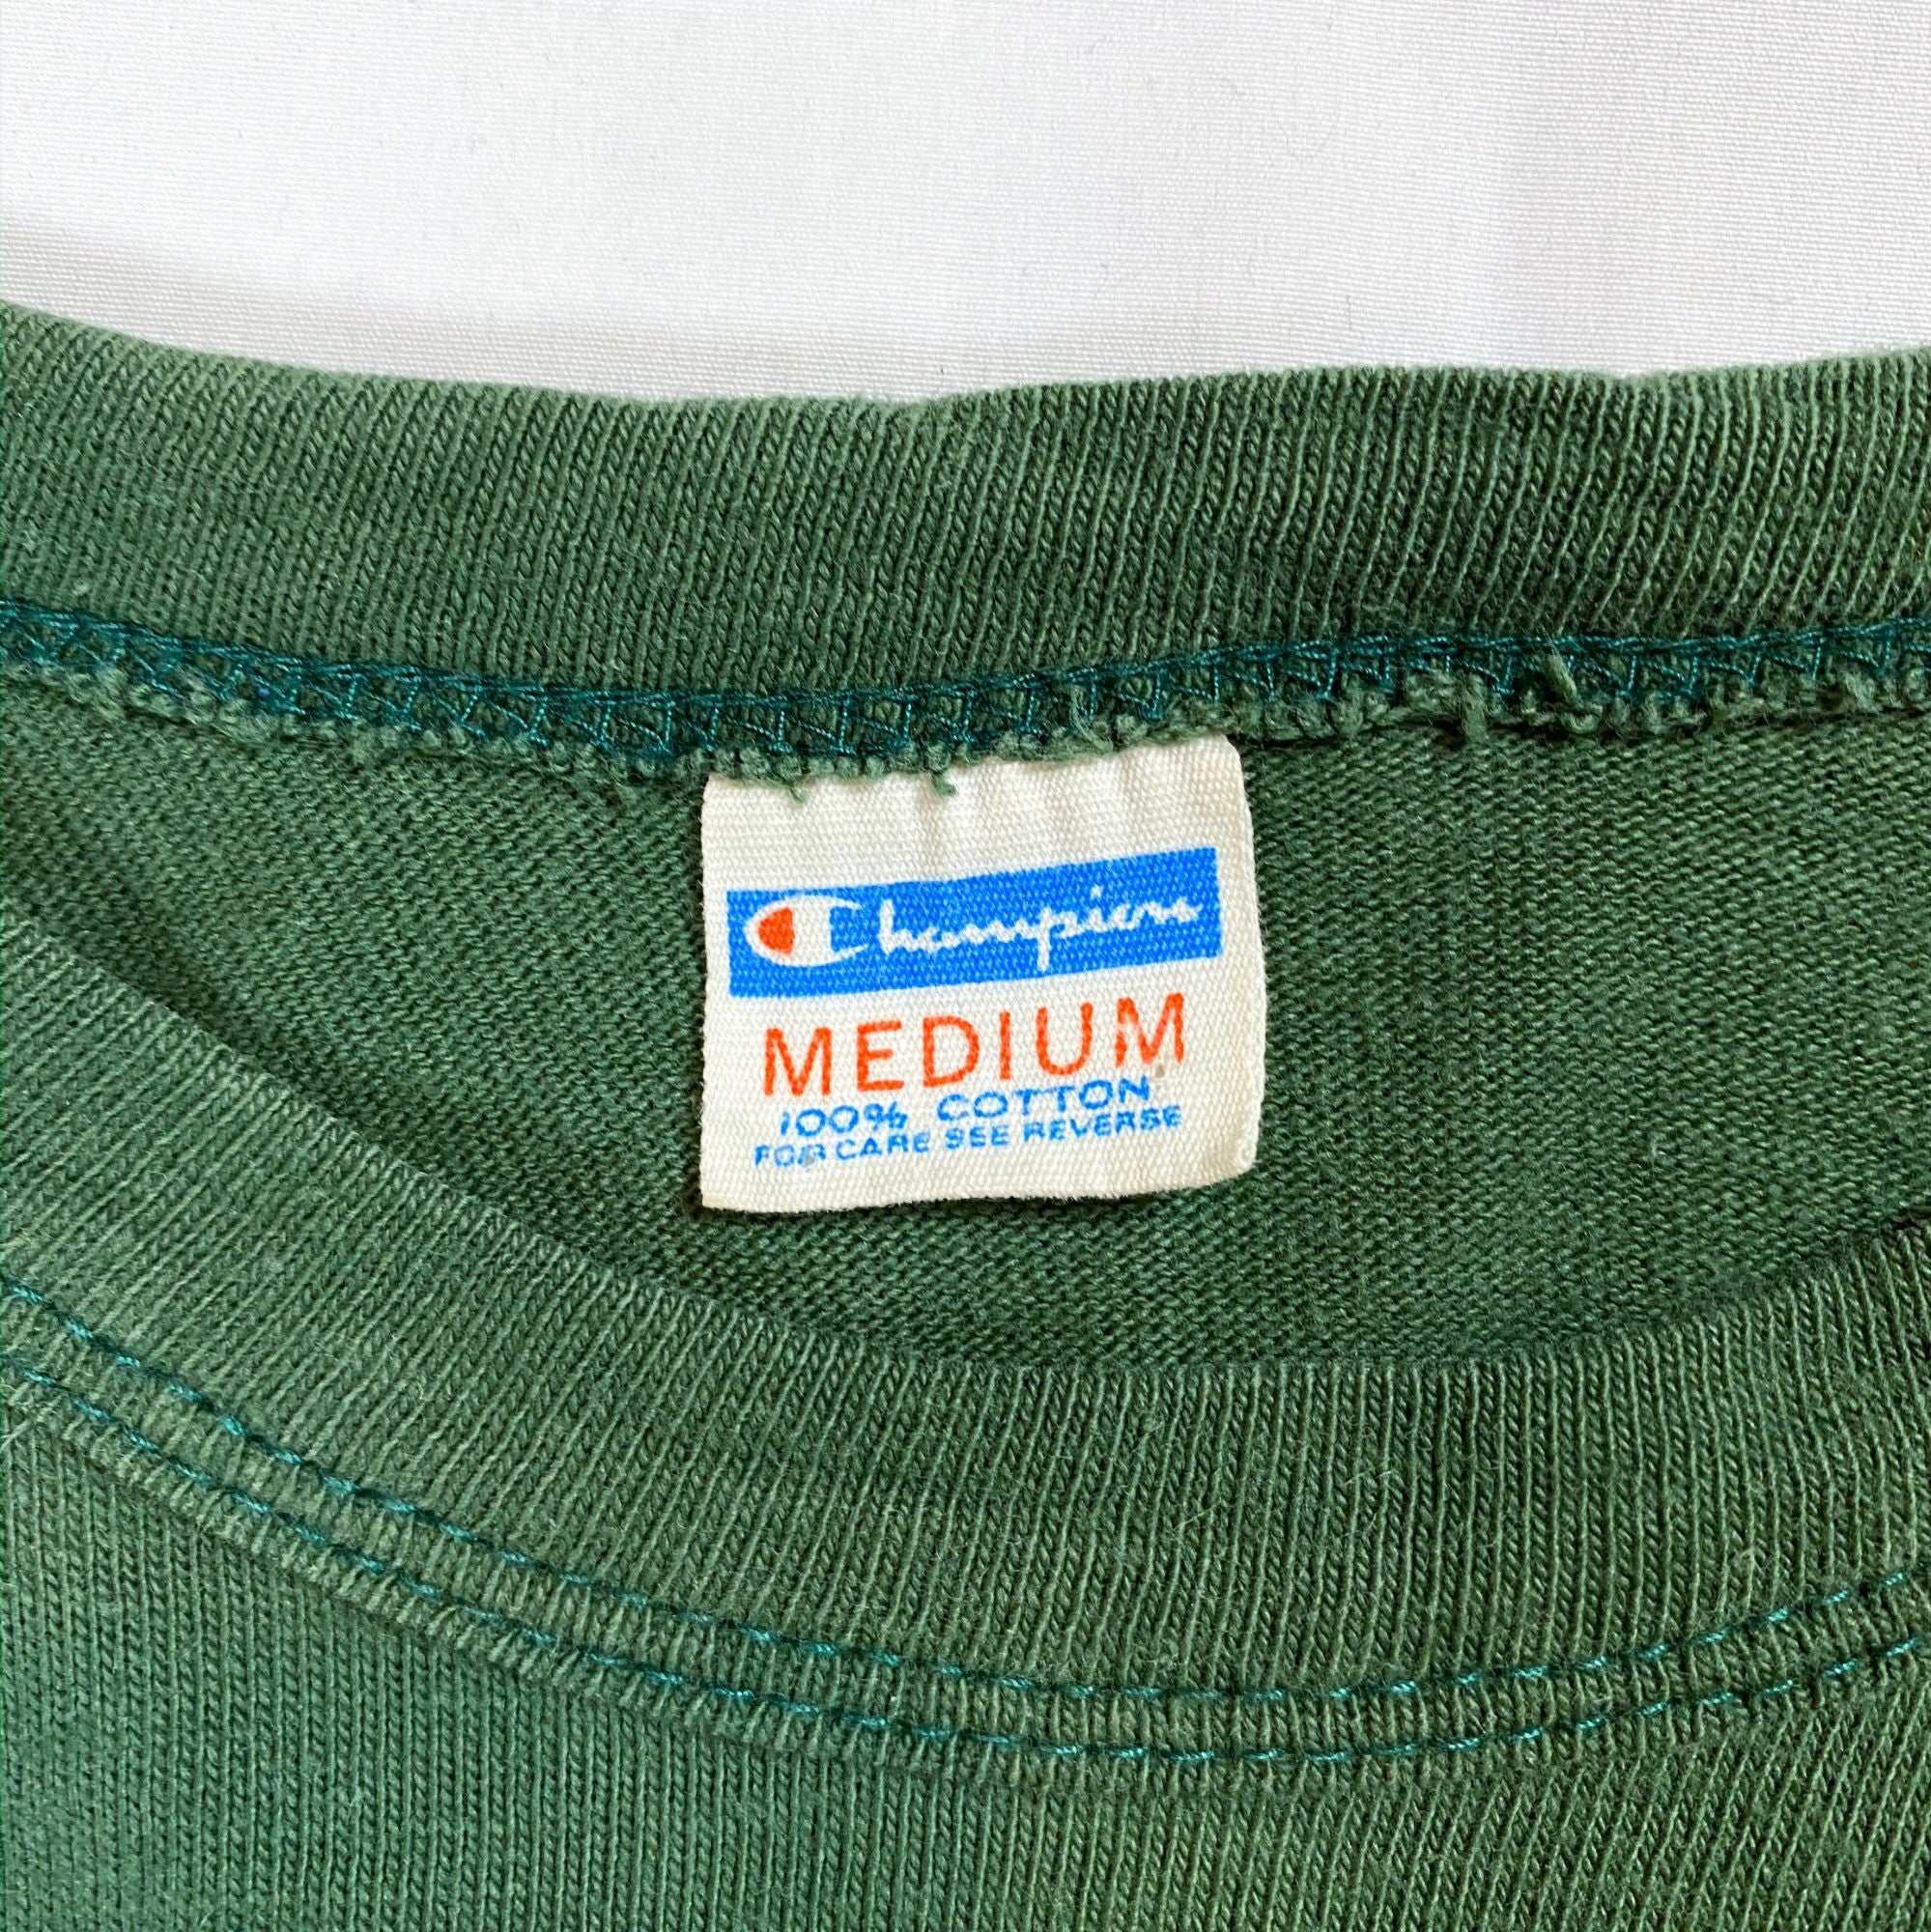 Champion
MEDIUM
100% COTTON
FOR CARE SEE REVERSE